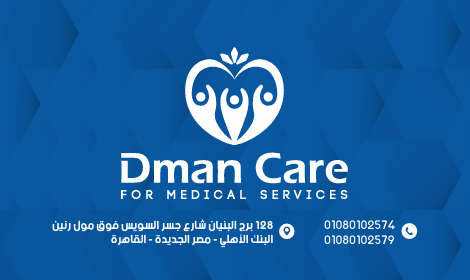 Dman Care
FOR MEDICAL SERVICES
128 برج البنيان شارع جسر السويس فوق مول رنين
البنك الأهلي - مصر الجديدة - القاهرة
01080102574
01080102579